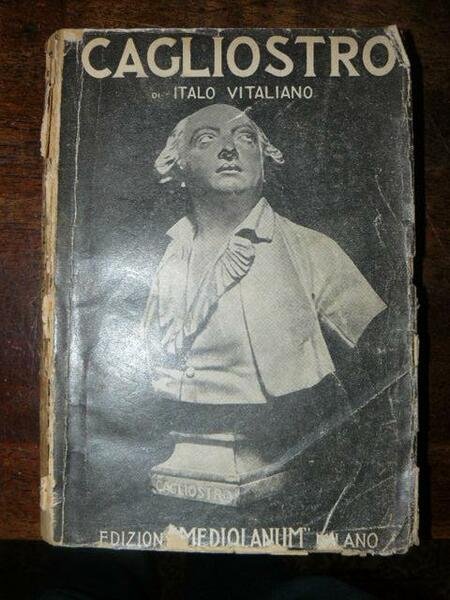 CAGLIOSTRO
DI ITALO VITALIANO
CAGLIOSTRO
EDIZIONI "MEDIOLANUM" MILANO